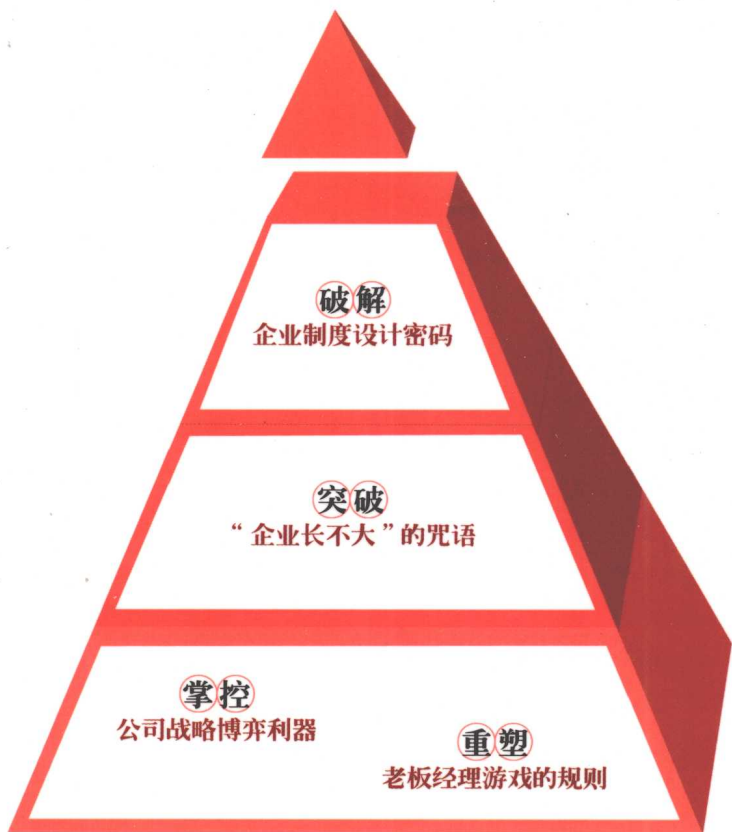 破解
企业制度设计密码
突破
“企业长不大”的咒语
掌控
公司战略博弈利器
重塑
老板经理游戏的规则